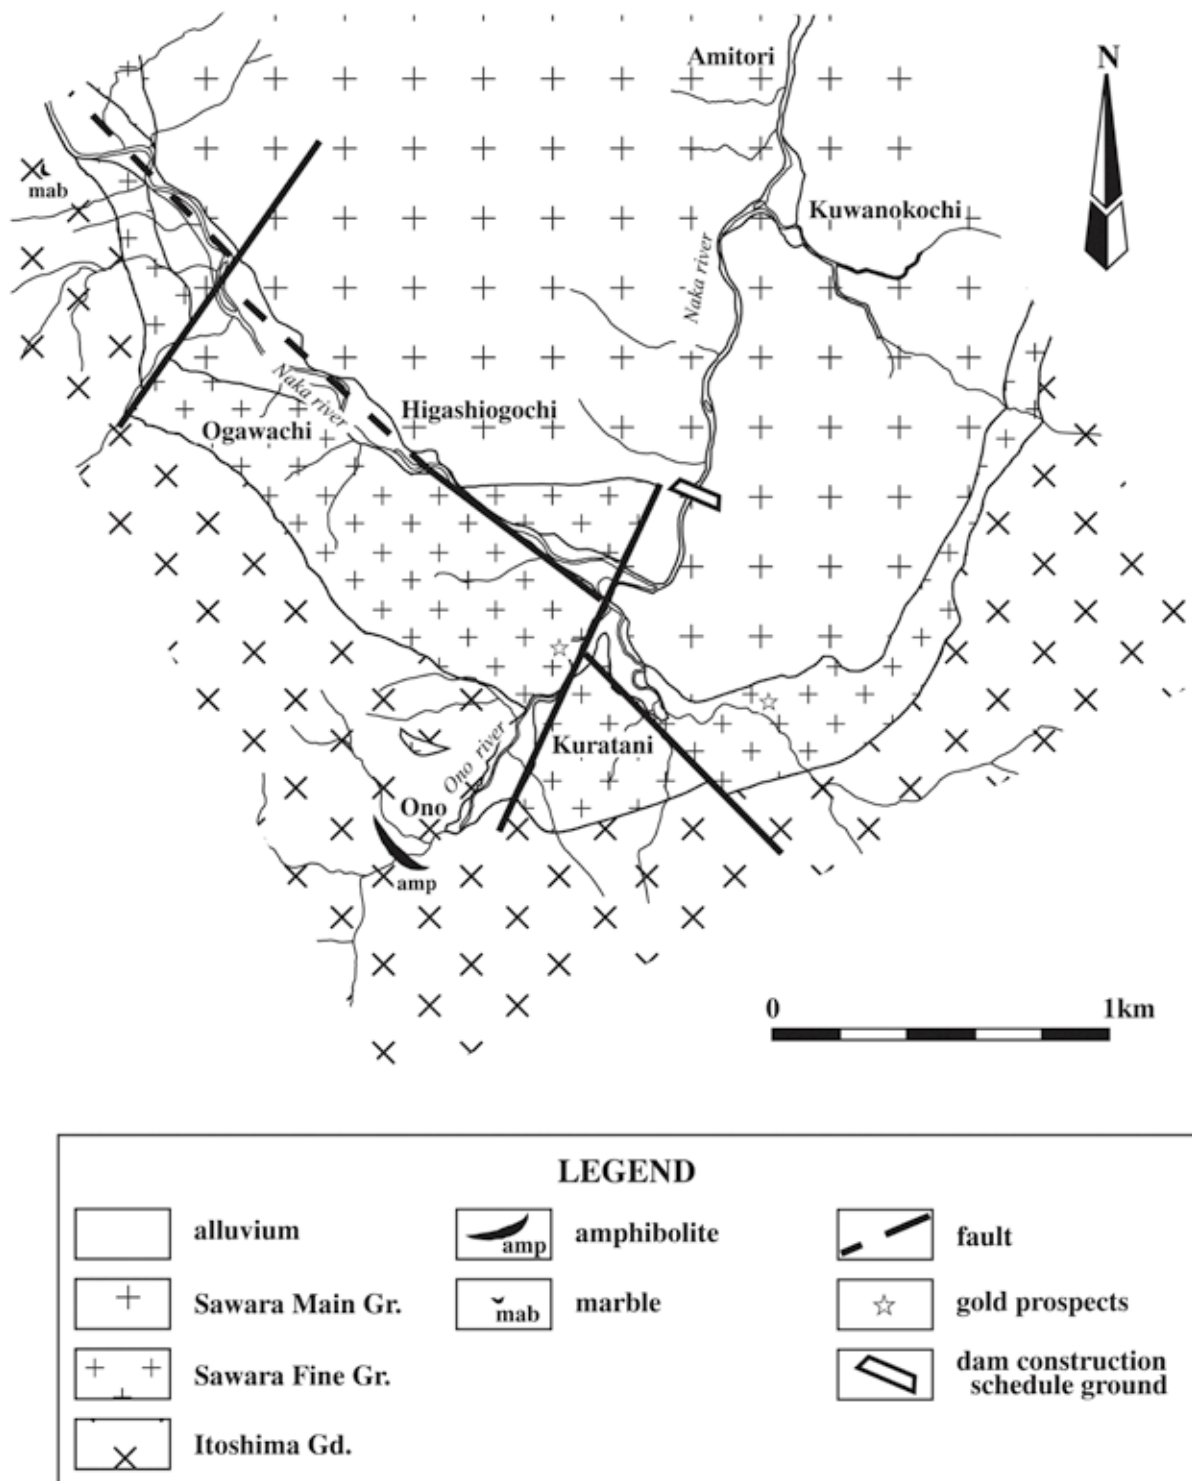 Amitori
N
mab
Kuwanokochi
Naka river
Naka river
Higashiogochi
Ogawachi
Kuratani
Ono river
Ono
amp
0 1km
LEGEND
alluvium
Sawara Main Gr.
Sawara Fine Gr.
Itoshima Gd.
amp amphibolite
mab marble
fault
gold prospects
dam construction
schedule ground